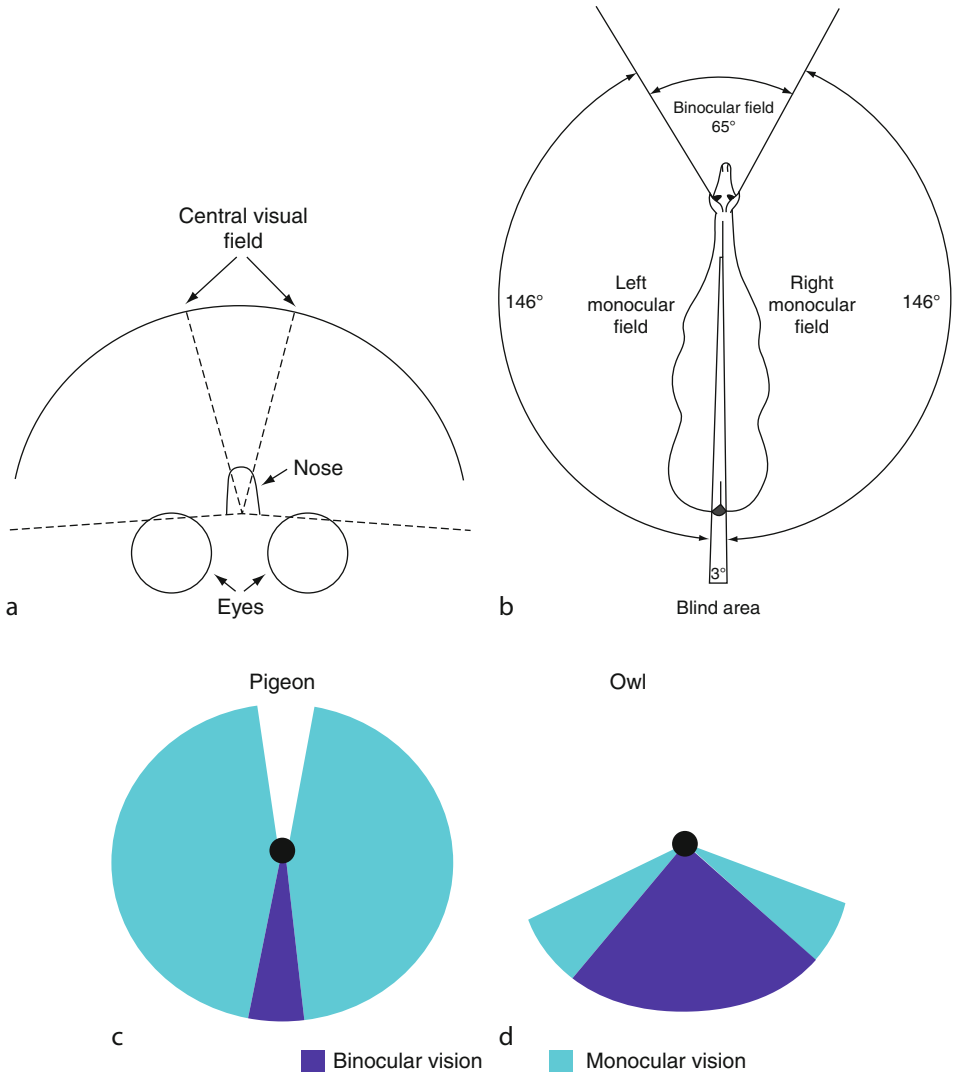 Central visual
field
Nose
Eyes
a
Binocular field
65°
146°
Left
monocular
field
Right
monocular
field
146°
3°
b
Blind area
Pigeon
Owl
c
d
Binocular vision
Monocular vision